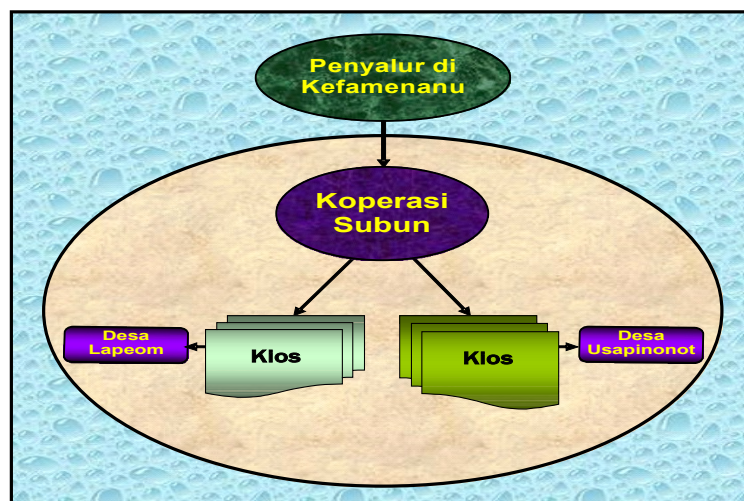 Penyalur di
Kefamenanu
Koperasi
Subun
Desa
Lapeom
Klos
Klos
Desa
Usapinonot